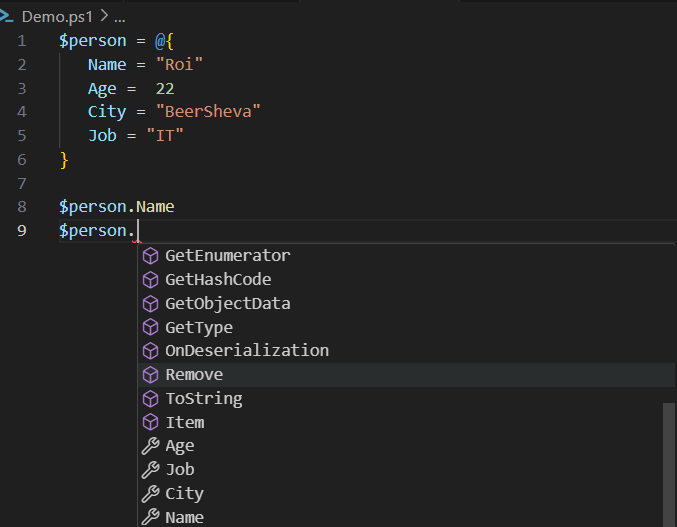 Demo.ps1 > ...
1 $person = @{
2 Name = "Roi"
3 Age =  22
4 City = "BeerSheva"
5 Job = "IT"
6 }
7
8 $person.Name
9 $person.
GetEnumerator
GetHashCode
GetObjectData
GetType
OnDeserialization
Remove
ToString
Item
Age
Job
City
Name